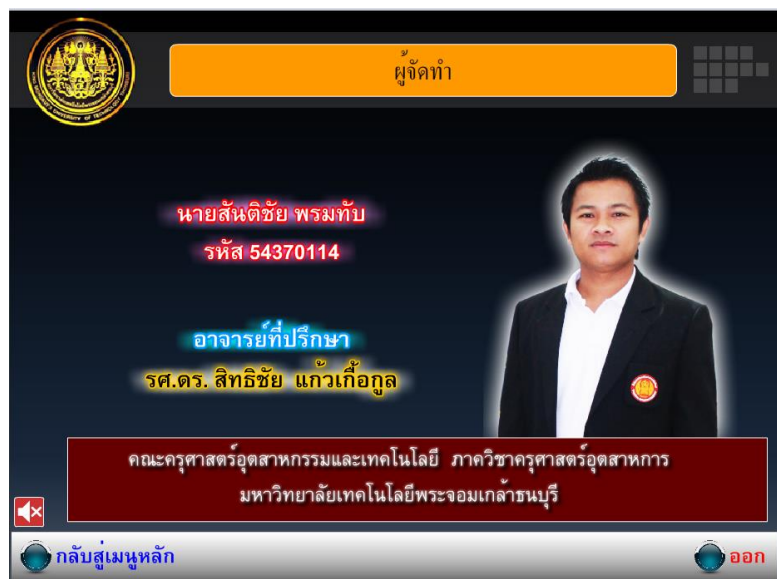 ผู้จัดทำ
นายสันติชัย พรมทับ
รหัส 54370114
อาจารย์ที่ปรึกษา
รศ.ดร. สิทธิชัย แก้วเกื้อกูล
คณะครุศาสตร์อุตสาหกรรมและเทคโนโลยี ภาควิชาครุศาสตร์อุตสาหการ
มหาวิทยาลัยเทคโนโลยีพระจอมเกล้าธนบุรี
กลับสู่เมนูหลัก
ออก